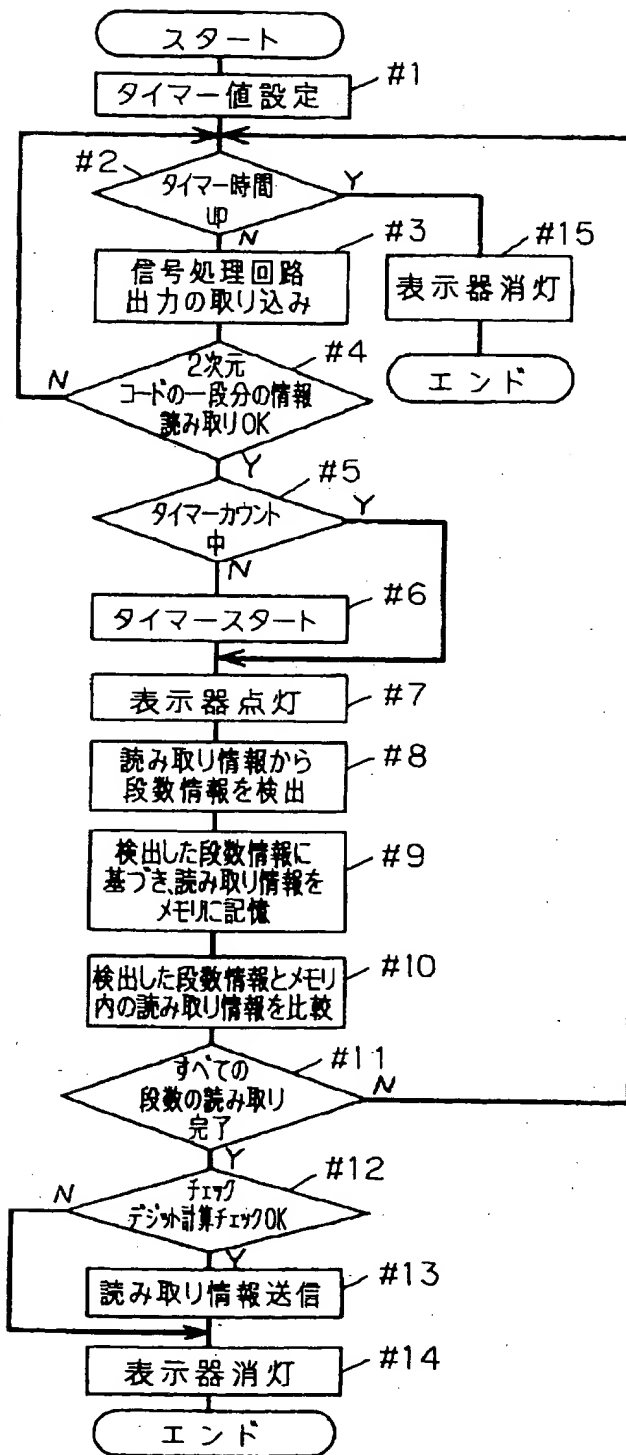 スタート
#1
タイマー値設定
#2
タイマー時間
up
Y
N
#3
信号処理回路
出力の取り込み
#15
表示器消灯
エンド
#4
2次元
コードの一段分の情報
読み取りOK
N
Y
#5
タイマーカウント
中
Y
N
#6
タイマースタート
#7
表示器点灯
#8
読み取り情報から
段数情報を検出
#9
検出した段数情報に
基づき、読み取り情報を
メモリに記憶
#10
検出した段数情報とメモリ
内の読み取り情報を比較
#11
すべての
段数の読み取り
完了
N
Y
#12
チェック
デジット計算チェックOK
N
Y
#13
読み取り情報送信
#14
表示器消灯
エンド